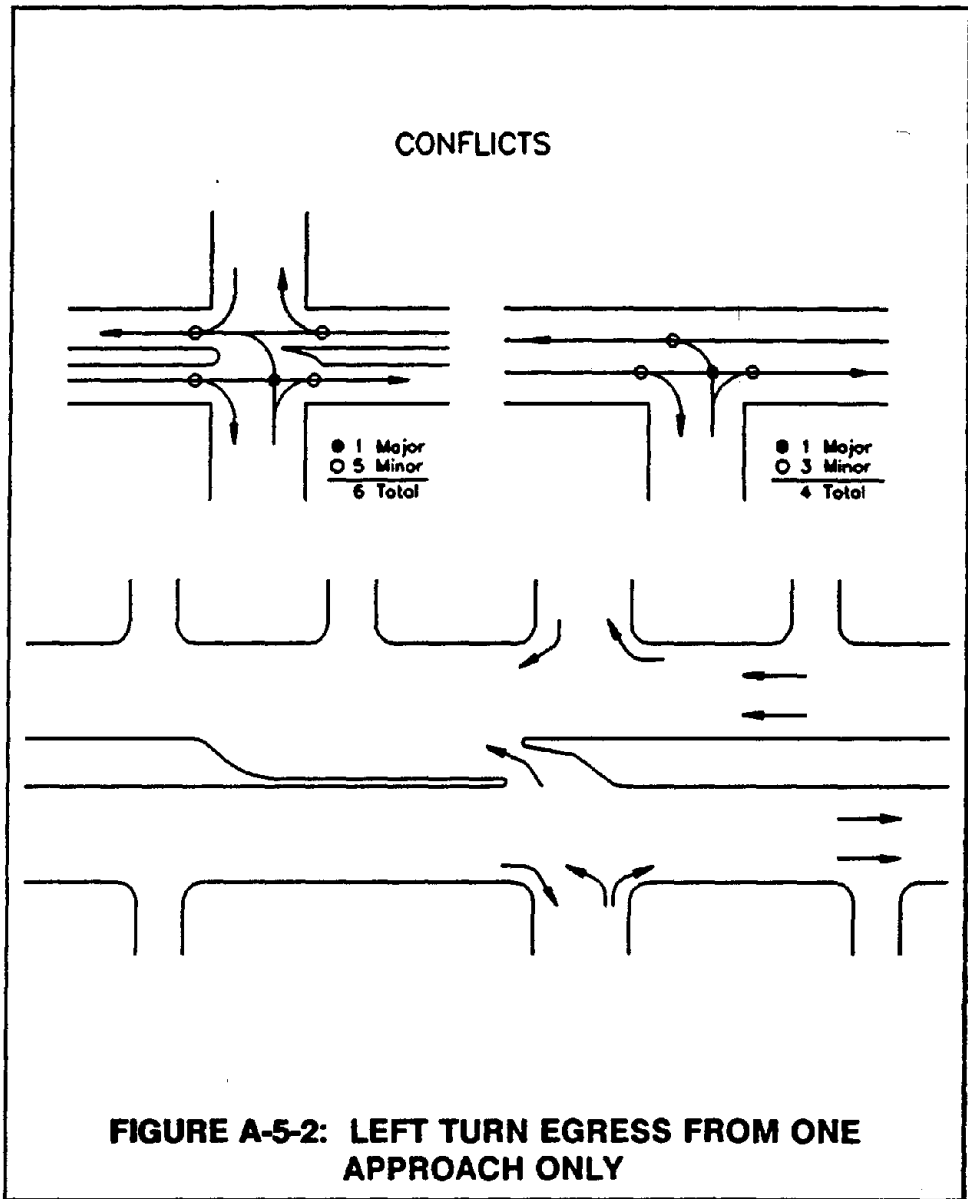 CONFLICTS
● 1 Major
○ 5 Minor
6 Total
● 1 Major
○ 3 Minor
4 Total
FIGURE A-5-2: LEFT TURN EGRESS FROM ONE
APPROACH ONLY